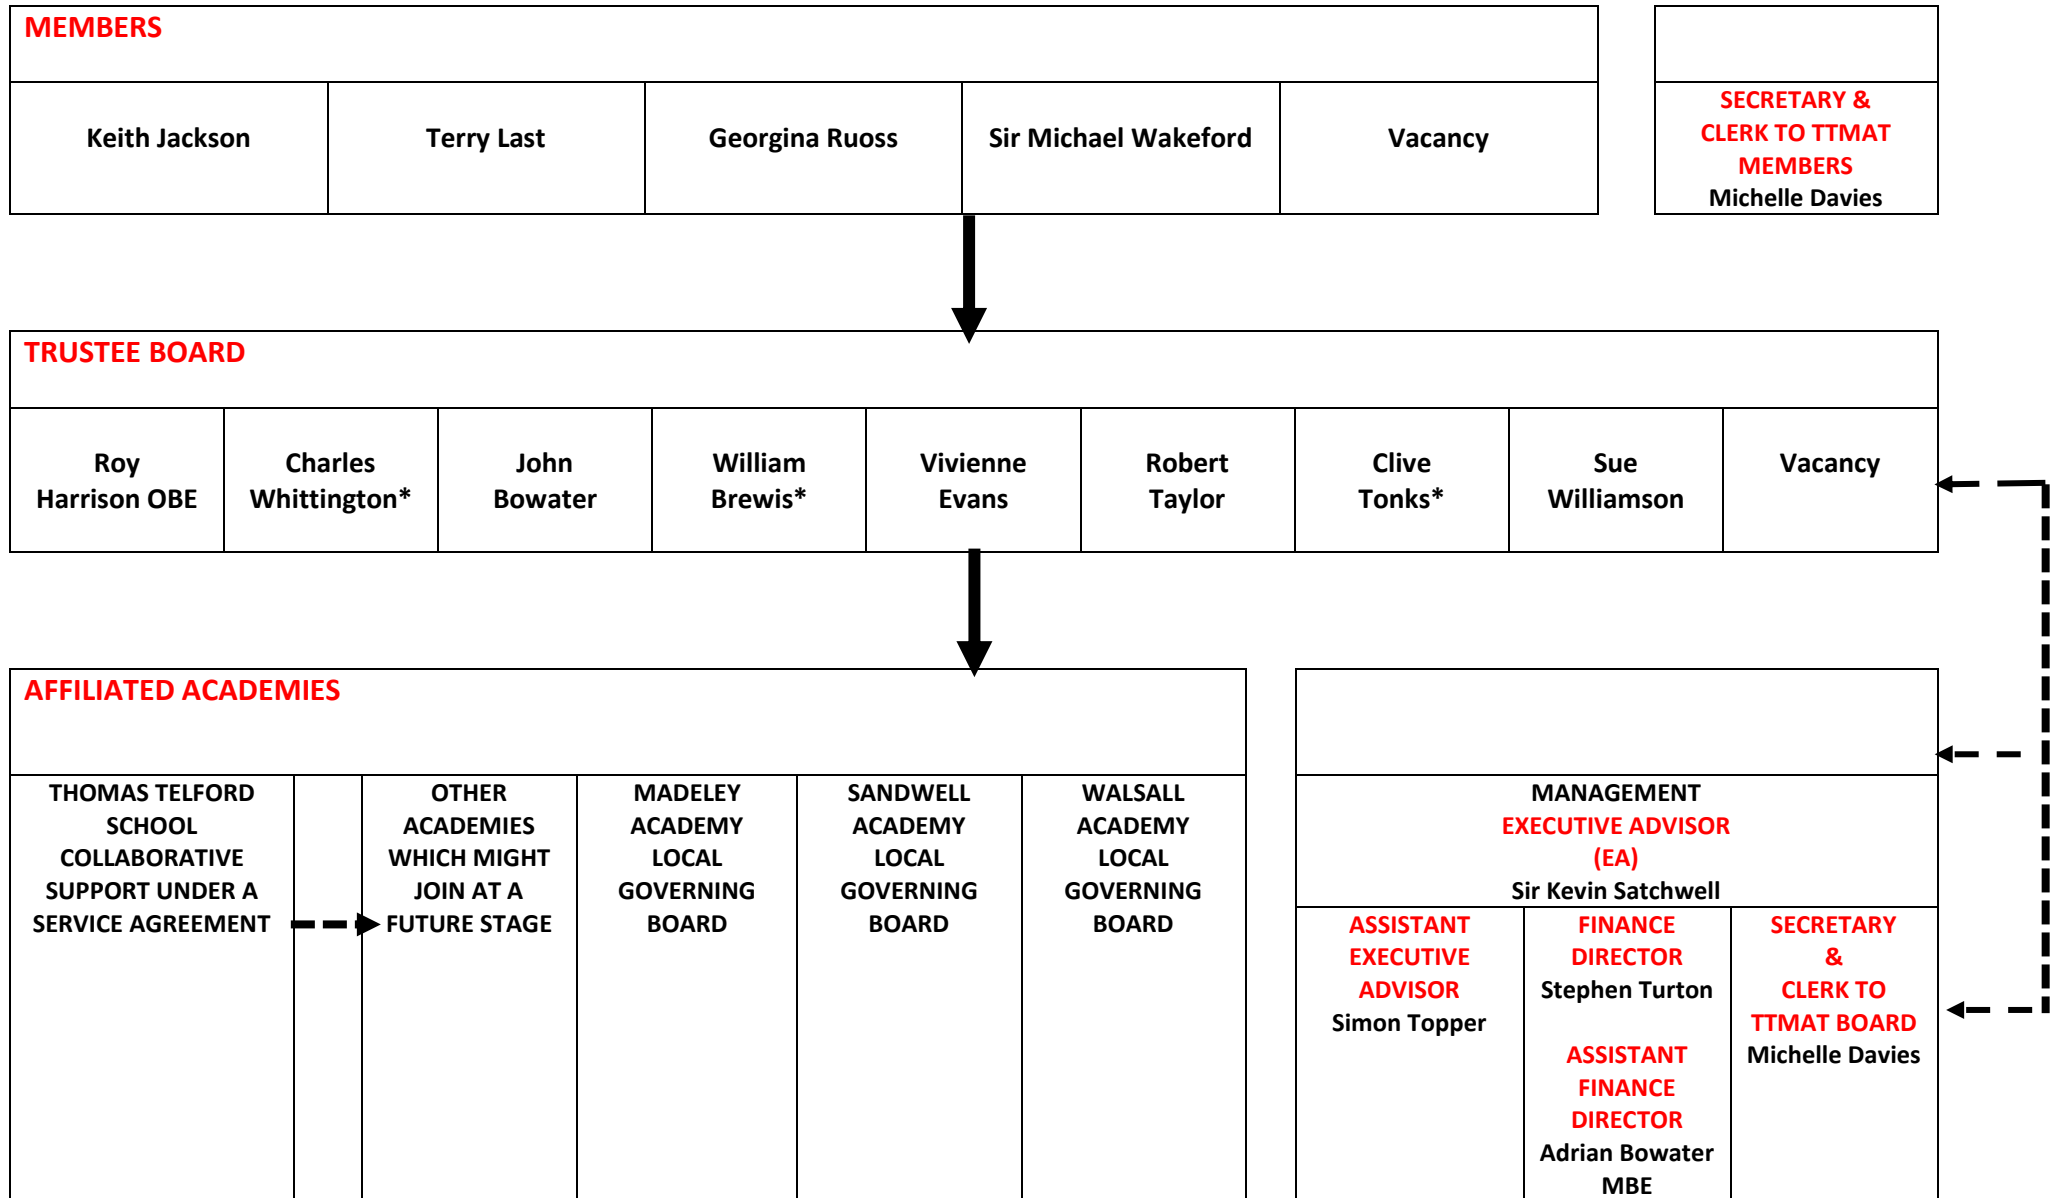 MEMBERS
Keith Jackson
Terry Last
Georgina Ruoss
Sir Michael Wakeford
Vacancy
SECRETARY &
CLERK TO TTMAT
MEMBERS
Michelle Davies
TRUSTEE BOARD
Roy
Harrison OBE
Charles
Whittington*
John
Bowater
William
Brewis*
Vivienne
Evans
Robert
Taylor
Clive
Tonks*
Sue
Williamson
Vacancy
AFFILIATED ACADEMIES
THOMAS TELFORD
SCHOOL
COLLABORATIVE
SUPPORT UNDER A
SERVICE AGREEMENT
OTHER
ACADEMIES
WHICH MIGHT
JOIN AT A
FUTURE STAGE
MADELEY
ACADEMY
LOCAL
GOVERNING
BOARD
SANDWELL
ACADEMY
LOCAL
GOVERNING
BOARD
WALSALL
ACADEMY
LOCAL
GOVERNING
BOARD
MANAGEMENT
EXECUTIVE ADVISOR
(EA)
Sir Kevin Satchwell
ASSISTANT
EXECUTIVE
ADVISOR
Simon Topper
FINANCE
DIRECTOR
Stephen Turton
ASSISTANT
FINANCE
DIRECTOR
Adrian Bowater
MBE
SECRETARY
&
CLERK TO
TTMAT BOARD
Michelle Davies